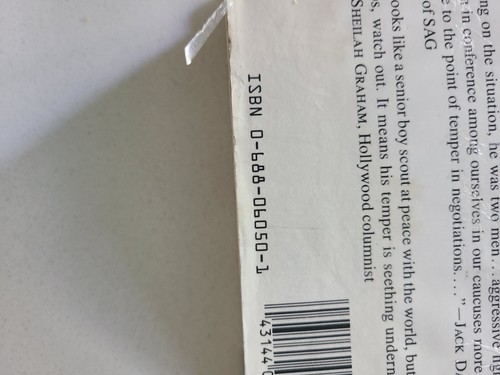 ng on the situation, he was two men...aggressive
in conference among ourselves in our caucuses more
to the point of temper in negotiations...."—JACK
of SAG
ooks like a senior boy scout at peace with the world, but
s, watch out. It means his temper is seething undern
SHEILAH GRAHAM, Hollywood columnist
ISBN 0-688-06050-1
43144